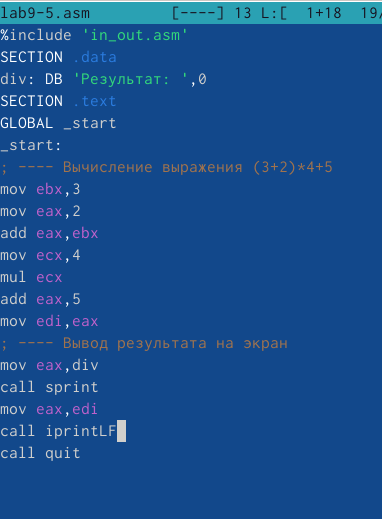 lab9-5.asm [----] 13 L:[ 1+18 19/
%include 'in_out.asm'
SECTION .data
div: DB 'Результат: ',0
SECTION .text
GLOBAL _start
_start:
; ---- Вычисление выражения (3+2)*4+5
mov ebx,3
mov eax,2
add eax,ebx
mov ecx,4
mul ecx
add eax,5
mov edi,eax
; ---- Вывод результата на экран
mov eax,div
call sprint
mov eax,edi
call iprintLF
call quit